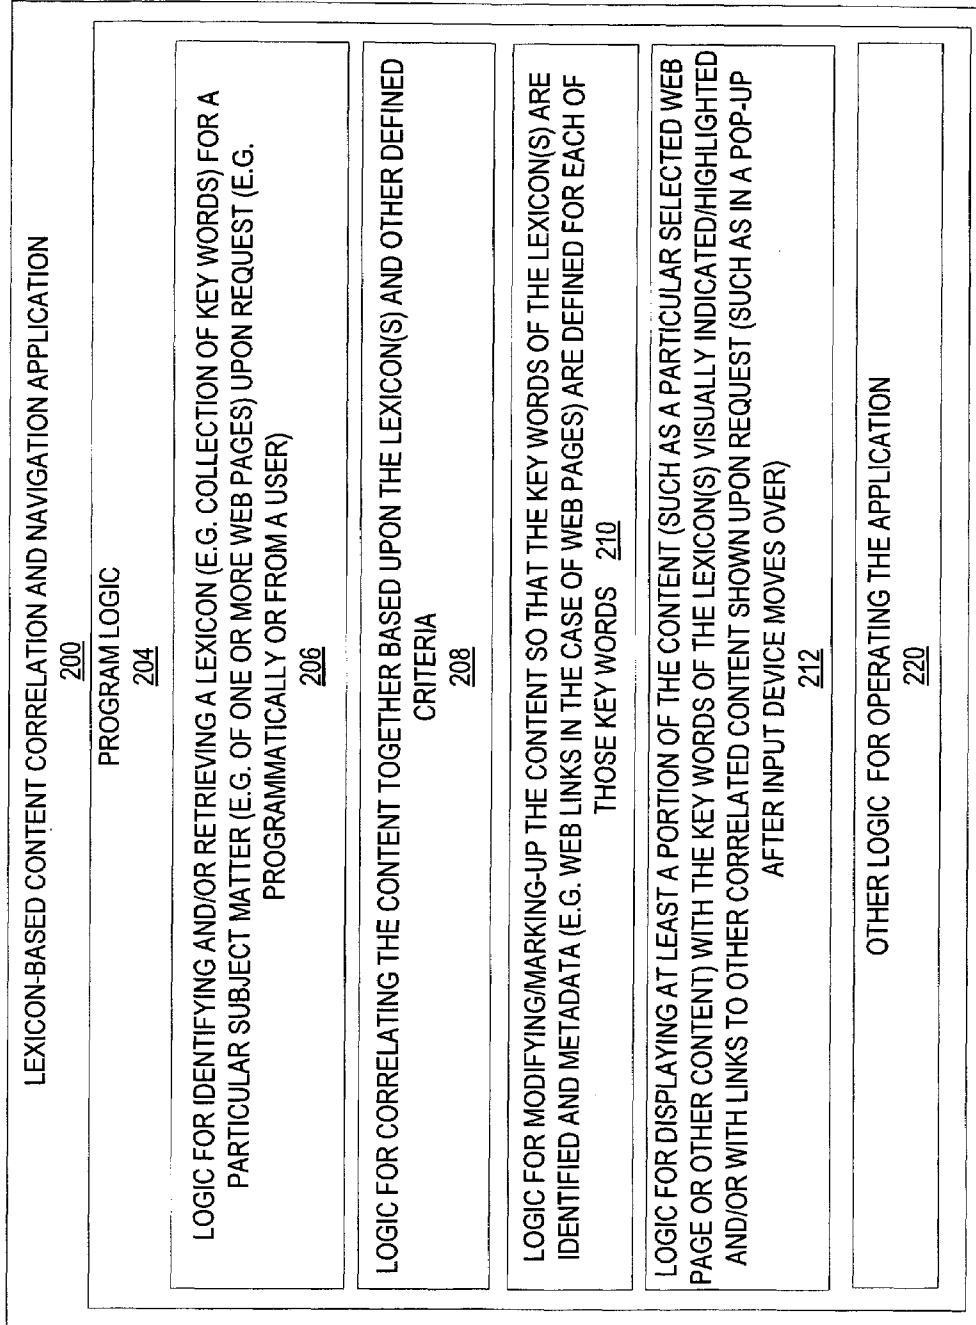 LEXICON-BASED CONTENT CORRELATION AND NAVIGATION APPLICATION
200
PROGRAM LOGIC
204
LOGIC FOR IDENTIFYING AND/OR RETRIEVING A LEXICON (E.G. COLLECTION OF KEY WORDS) FOR A
PARTICULAR SUBJECT MATTER (E.G. OF ONE OR MORE WEB PAGES) UPON REQUEST (E.G.
PROGRAMMATICALLY OR FROM A USER)
206
LOGIC FOR CORRELATING THE CONTENT TOGETHER BASED UPON THE LEXICON(S) AND OTHER DEFINED
CRITERIA
208
LOGIC FOR MODIFYING/MARKING-UP THE CONTENT SO THAT THE KEY WORDS OF THE LEXICON(S) ARE
IDENTIFIED AND METADATA (E.G. WEB LINKS IN THE CASE OF WEB PAGES) ARE DEFINED FOR EACH OF
THOSE KEY WORDS 210
LOGIC FOR DISPLAYING AT LEAST A PORTION OF THE CONTENT (SUCH AS A PARTICULAR SELECTED WEB
PAGE OR OTHER CONTENT) WITH THE KEY WORDS OF THE LEXICON(S) VISUALLY INDICATED/HIGHLIGHTED
AND/OR WITH LINKS TO OTHER CORRELATED CONTENT SHOWN UPON REQUEST (SUCH AS IN A POP-UP
AFTER INPUT DEVICE MOVES OVER)
212
OTHER LOGIC FOR OPERATING THE APPLICATION
220